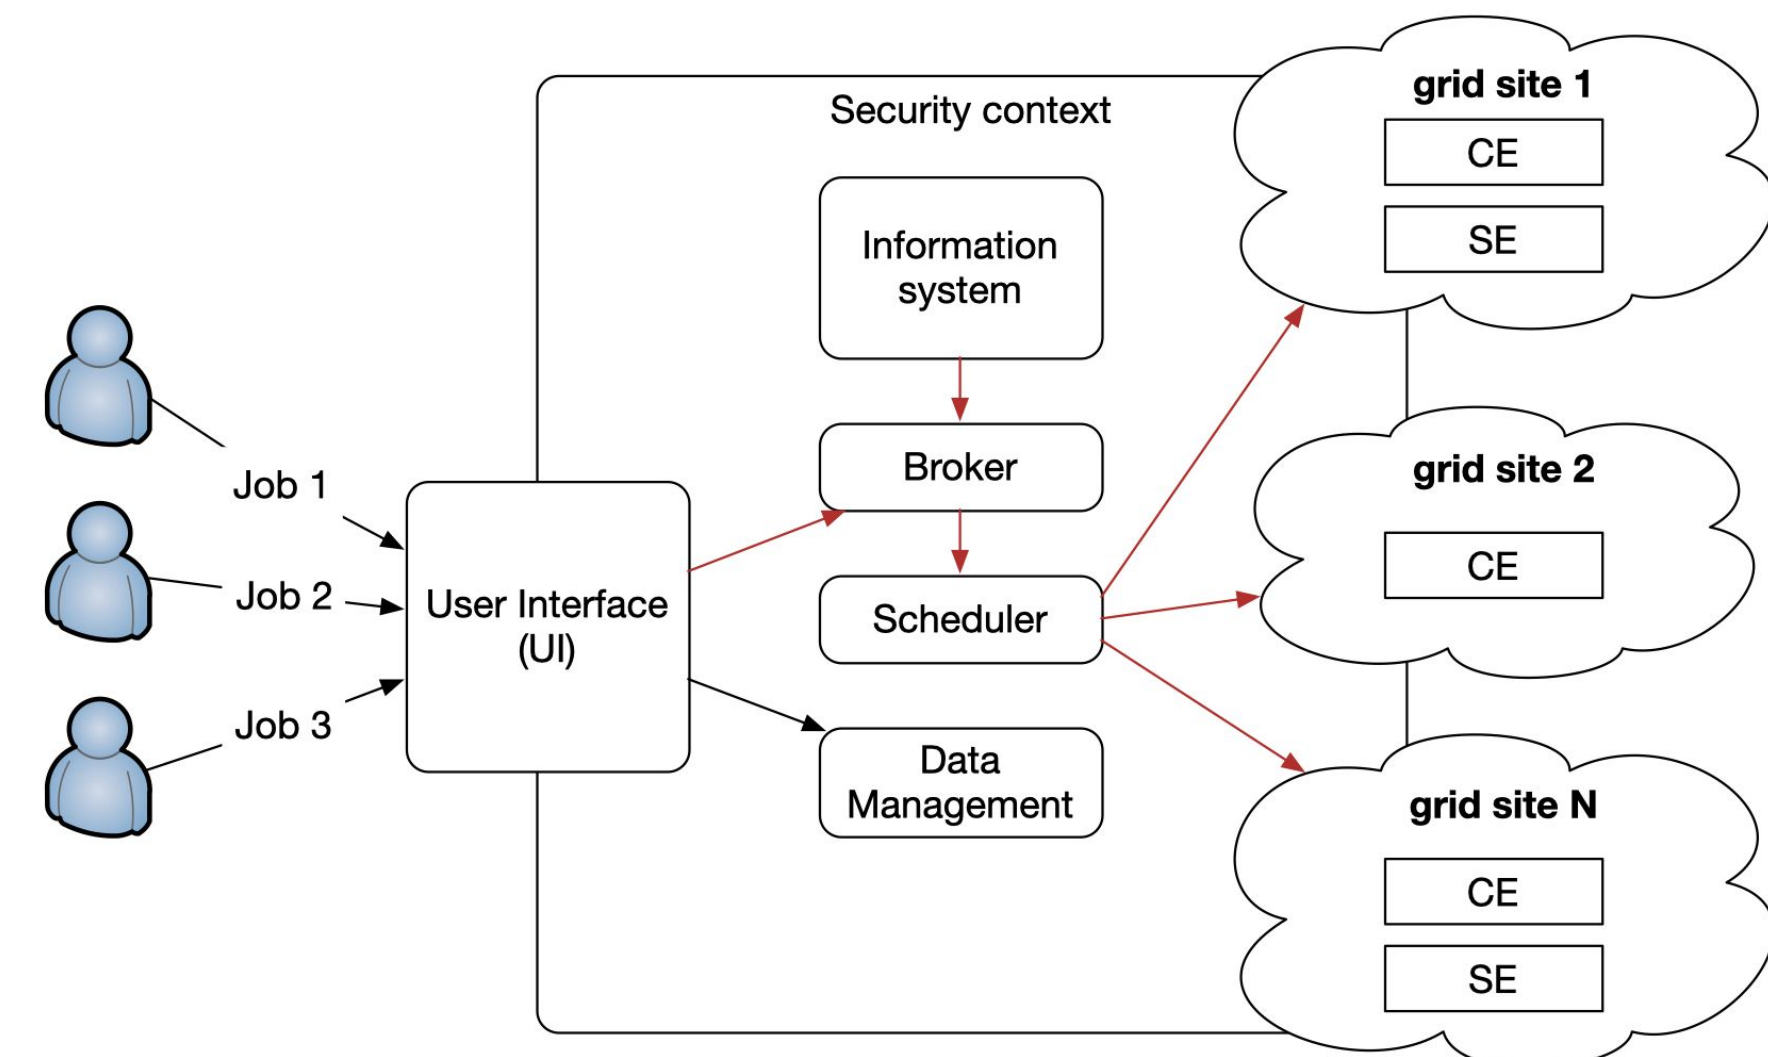 Security context
Information
system
Broker
Scheduler
Data
Management
Job 1
Job 2
Job 3
User Interface
(UI)
grid site 1
CE
SE
grid site 2
CE
grid site N
CE
SE